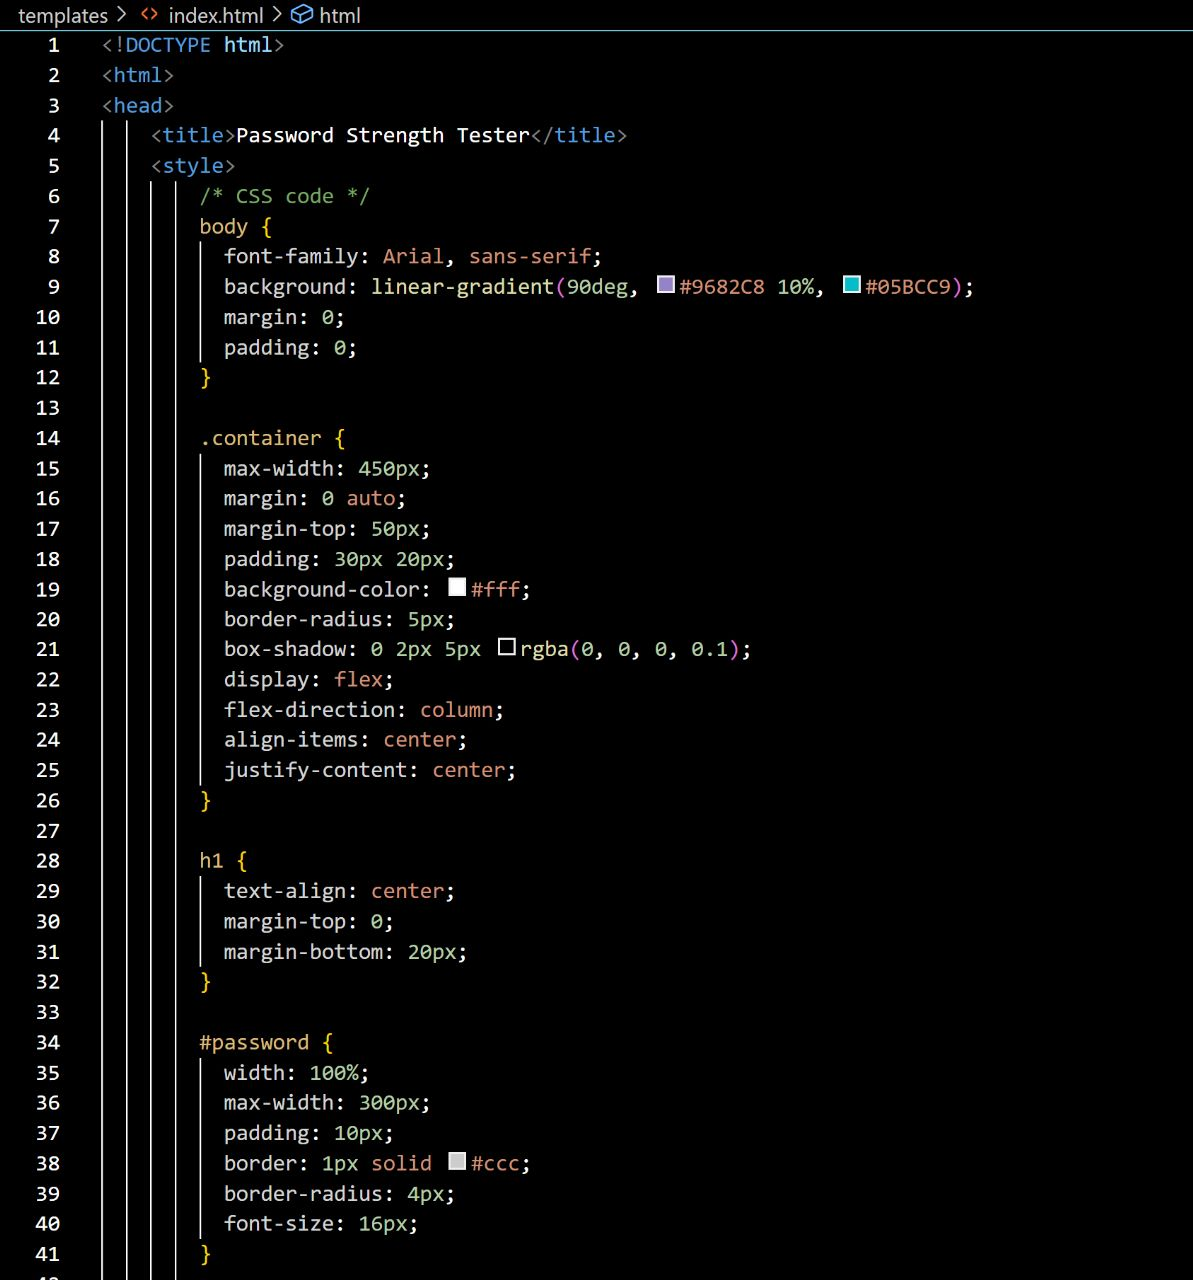 templates > <> index.html > html
1 <!DOCTYPE html>
2 <html>
3 <head>
4 <title>Password Strength Tester</title>
5 <style>
6 /* CSS code */
7 body {
8 font-family: Arial, sans-serif;
9 background: linear-gradient(90deg, #9682C8 10%, #05BCC9);
10 margin: 0;
11 padding: 0;
12 }
13
14 .container {
15 max-width: 450px;
16 margin: 0 auto;
17 margin-top: 50px;
18 padding: 30px 20px;
19 background-color: #fff;
20 border-radius: 5px;
21 box-shadow: 0 2px 5px rgba(0, 0, 0, 0.1);
22 display: flex;
23 flex-direction: column;
24 align-items: center;
25 justify-content: center;
26 }
27
28 h1 {
29 text-align: center;
30 margin-top: 0;
31 margin-bottom: 20px;
32 }
33
34 #password {
35 width: 100%;
36 max-width: 300px;
37 padding: 10px;
38 border: 1px solid #ccc;
39 border-radius: 4px;
40 font-size: 16px;
41 }